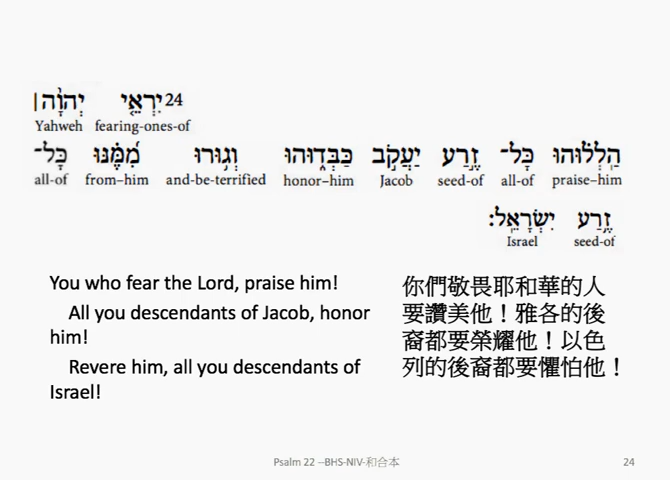 24 יִרְאֵ֤י יְהוָ֨ה׀
Yahweh fearing-ones-of
הַֽלְל֗וּהוּ כָּל־ זֶ֣רַע יַעֲקֹ֣ב כַּבְּד֑וּהוּ וְג֥וּרוּ מִ֝מֶּ֗נּוּ כָּל־
all-of from–him and-be-terrified honor–him Jacob seed-of all-of praise–him
זֶ֥רַע יִשְׂרָאֵֽל׃
Israel seed-of
You who fear the Lord, praise him!
All you descendants of Jacob, honor
him!
Revere him, all you descendants of
Israel!
你們敬畏耶和華的人
要讚美他！雅各的後
裔都要榮耀他！以色
列的後裔都要懼怕他！
Psalm 22 --BHS-NIV-和合本
24